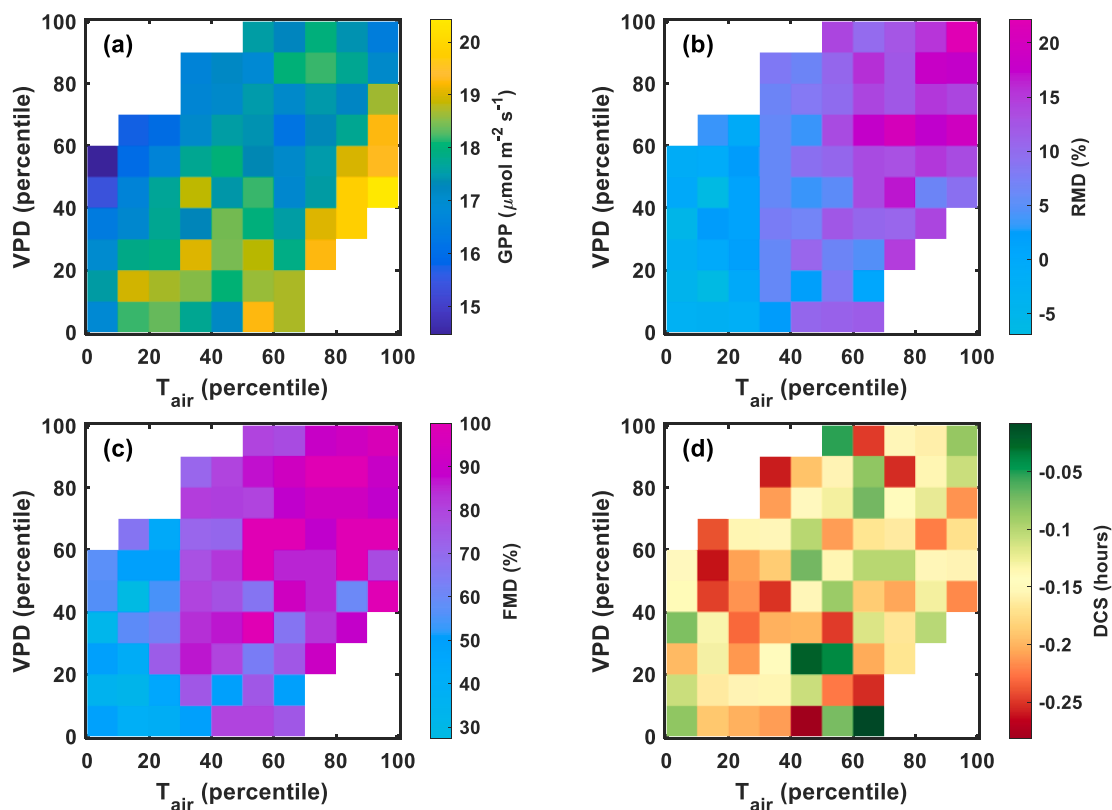 (a)
VPD (percentile)
100
80
60
40
20
0
0 20 40 60 80 100
T_air (percentile)
20
19
18
17
16
15
GPP (μmol m⁻² s⁻¹)
(b)
VPD (percentile)
100
80
60
40
20
0
0 20 40 60 80 100
T_air (percentile)
20
15
10
5
0
-5
RMD (%)
(c)
VPD (percentile)
100
80
60
40
20
0
0 20 40 60 80 100
T_air (percentile)
100
90
80
70
60
50
40
30
FMD (%)
(d)
VPD (percentile)
100
80
60
40
20
0
0 20 40 60 80 100
T_air (percentile)
-0.05
-0.1
-0.15
-0.2
-0.25
DCS (hours)